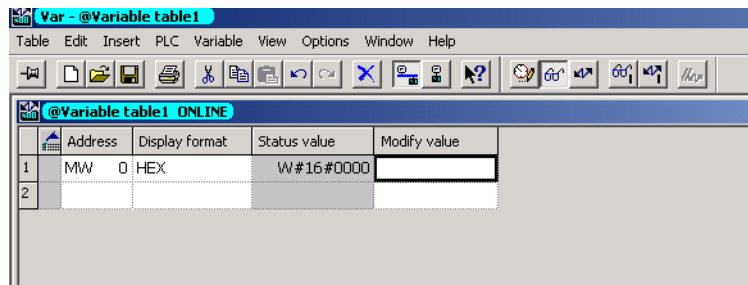 Var - @Variable table1
Table Edit Insert PLC Variable View Options Window Help
@Variable table1 ONLINE
Address Display format Status value Modify value
1 MW 0 HEX W#16#0000
2